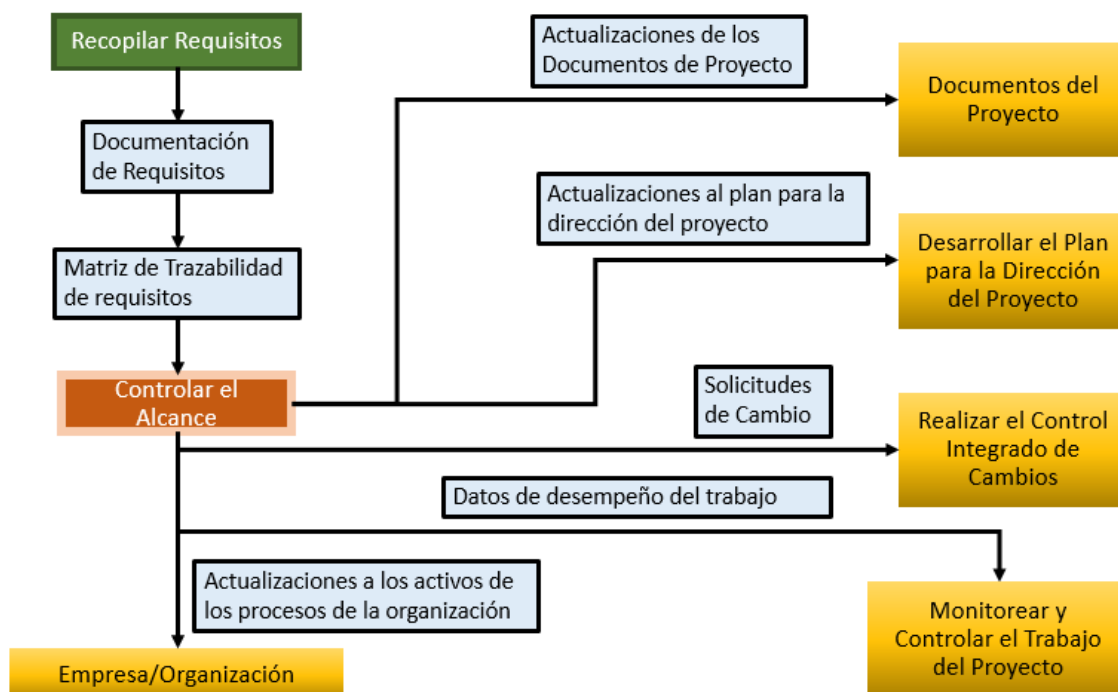 Recopilar Requisitos
Documentación
de Requisitos
Matriz de Trazabilidad
de requisitos
Controlar el
Alcance
Actualizaciones de los
Documentos de Proyecto
Documentos del
Proyecto
Actualizaciones al plan para la
dirección del proyecto
Desarrollar el Plan
para la Dirección
del Proyecto
Solicitudes
de Cambio
Realizar el Control
Integrado de
Cambios
Datos de desempeño del trabajo
Monitorear y
Controlar el Trabajo
del Proyecto
Actualizaciones a los activos de
los procesos de la organización
Empresa/Organización